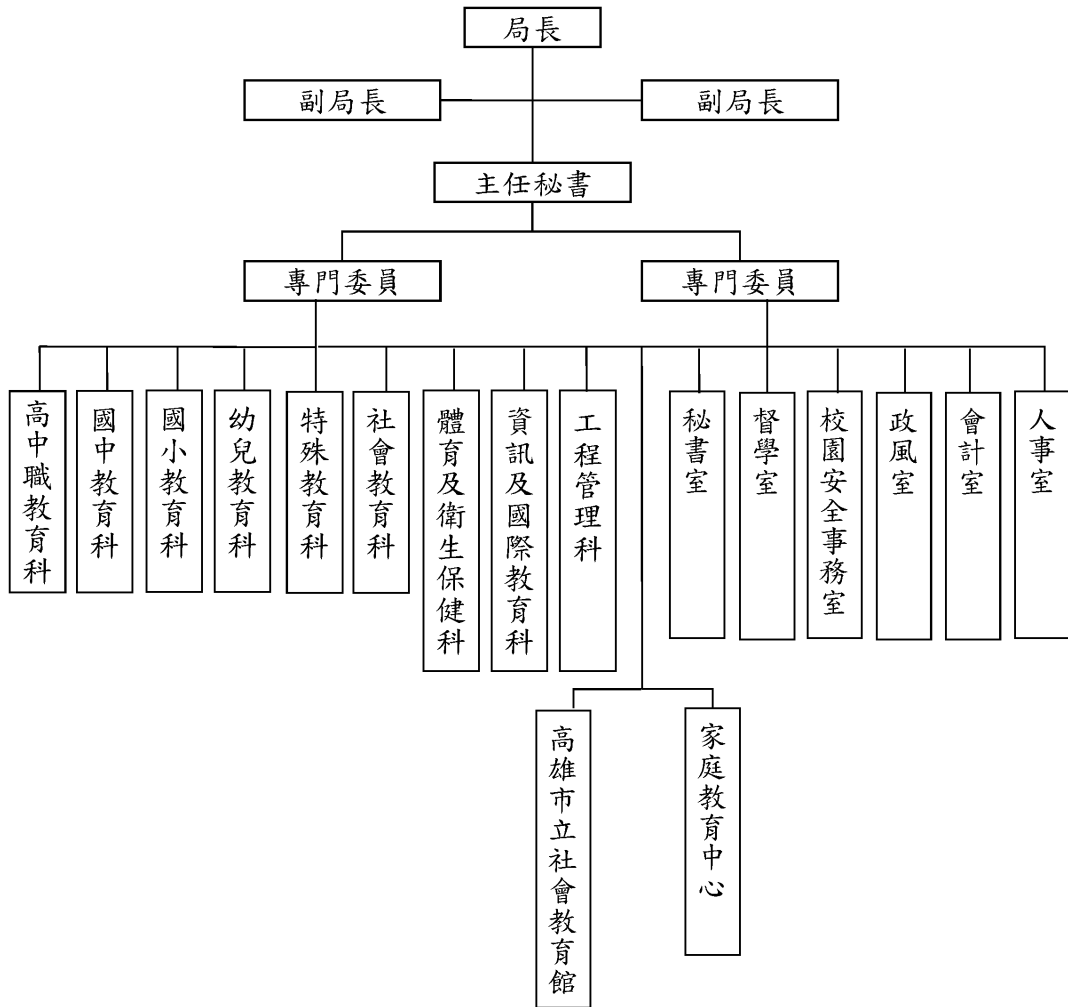 局長
副局長
副局長
主任秘書
專門委員
專門委員
高中職教育科
國中教育科
國小教育科
幼兒教育科
特殊教育科
社會教育科
體育及衛生保健科
資訊及國際教育科
工程管理科
秘書室
督學室
校園安全事務室
政風室
會計室
人事室
高雄市立社會教育館
家庭教育中心